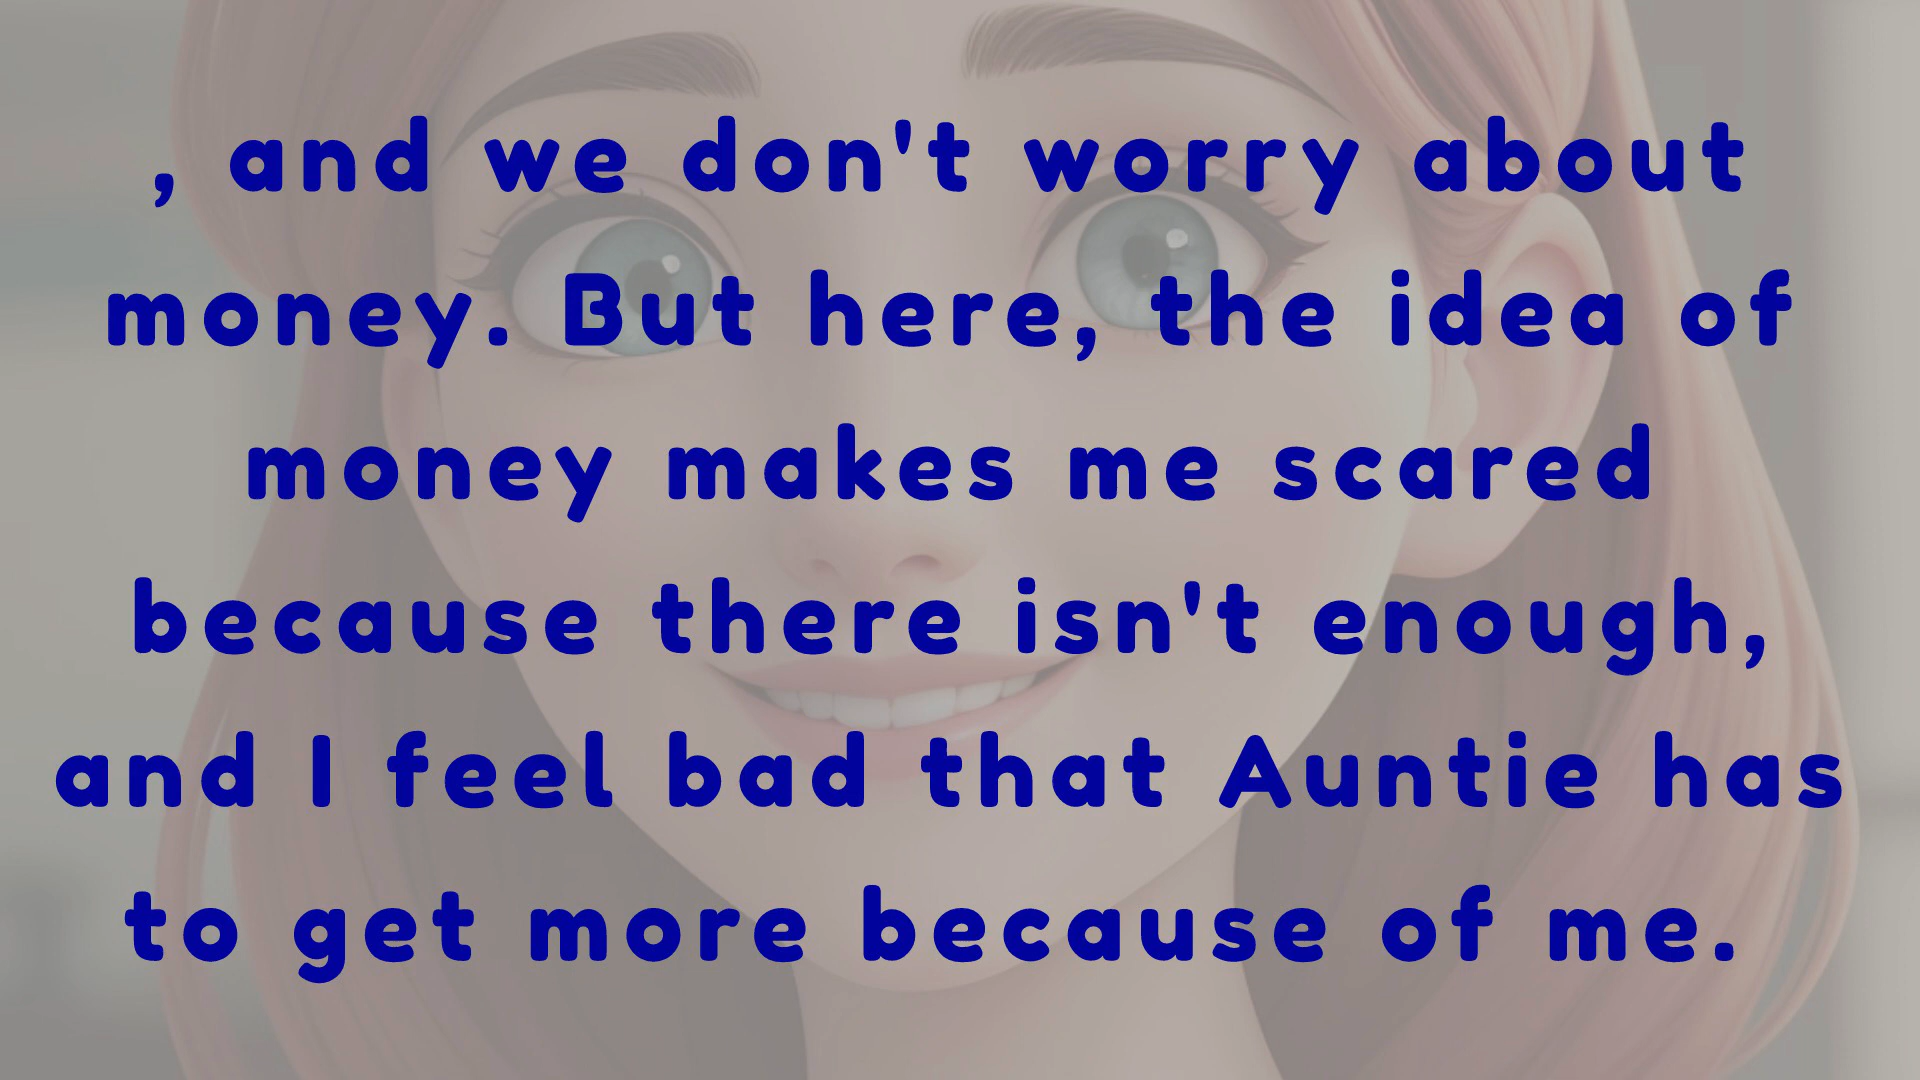 , and we don't worry about
money. But here, the idea of
money makes me scared
because there isn't enough,
and I feel bad that Auntie has
to get more because of me.